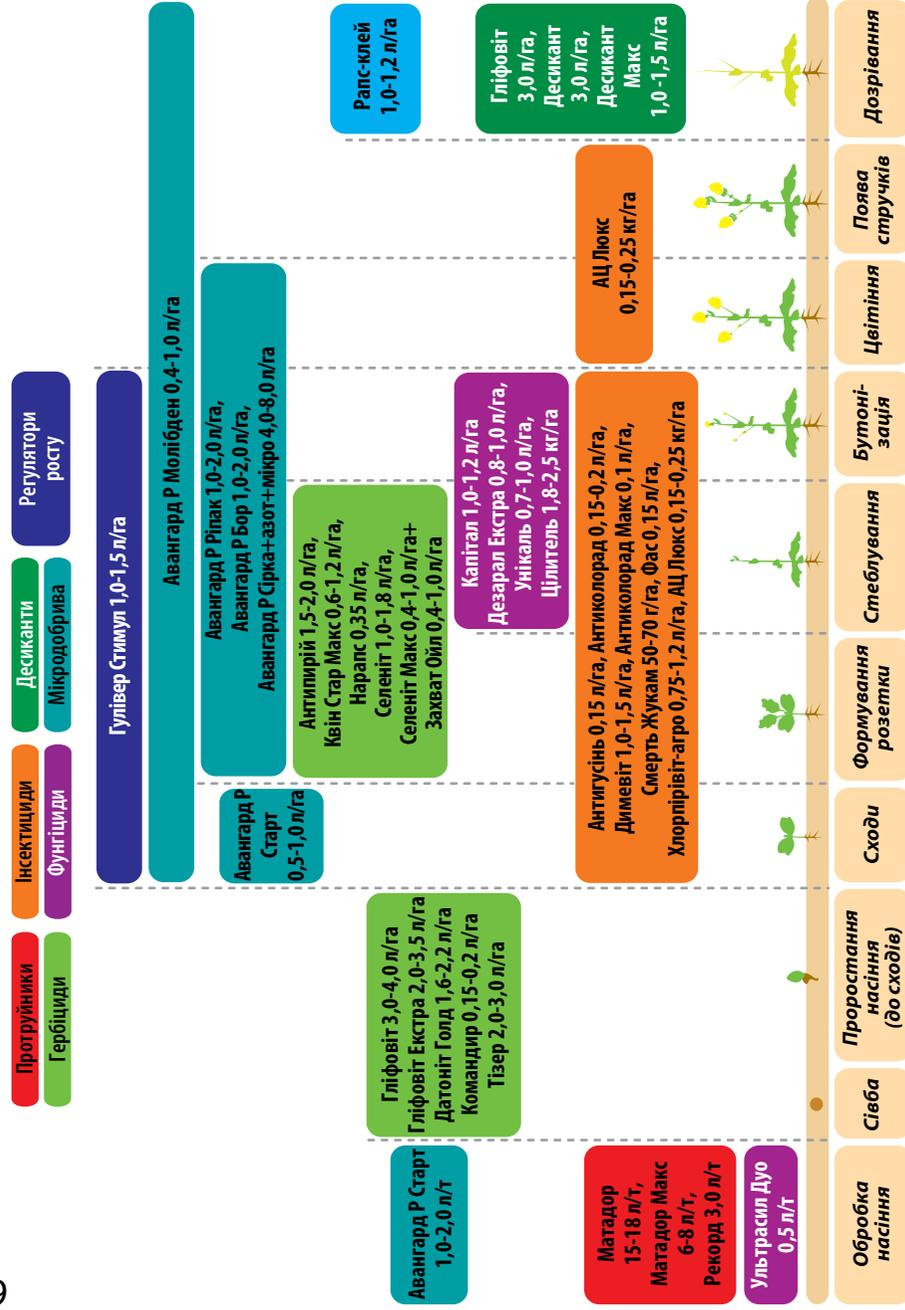 9
Протруйники
Інсектициди
Десиканти
Регулятори
росту
Гербіциди
Фунгіциди
Мікродобрива
Гулівер Стимул 1,0-1,5 л/га
Авангард Р Молібден 0,4-1,0 л/га
Авангард Р Ріпак 1,0-2,0 л/га,
Авангард Р Бор 1,0-2,0 л/га,
Авангард Р Сірка+азот+мікро 4,0-8,0 л/га
Авангард Р
Старт
0,5-1,0 л/га
Антипирій 1,5-2,0 л/га,
Квін Стар Макс 0,6-1,2 л/га,
Нарапс 0,35 л/га,
Селеніт 1,0-1,8 л/га,
Селеніт Макс 0,4-1,0 л/га+
Захват Ойл 0,4-1,0 л/га
Рапс-клей
1,0-1,2 л/га
Гліфовіт 3,0-4,0 л/га
Гліфовіт Екстра 2,0-3,5 л/га
Датоніт Голд 1,6-2,2 л/га
Командир 0,15-0,2 л/га
Тізер 2,0-3,0 л/га
Авангард Р Старт
1,0-2,0 л/т
Капітал 1,0-1,2 л/га
Дезарал Екстра 0,8-1,0 л/га,
Унікаль 0,7-1,0 л/га,
Цілитель 1,8-2,5 кг/га
Гліфовіт
3,0 л/га,
Десикант
3,0 л/га,
Десикант
Макс
1,0 -1,5 л/га
Матадор
15-18 л/т,
Матадор Макс
6-8 л/т,
Рекорд 3,0 л/т
Антигусінь 0,15 л/га, Антиколорад 0,15-0,2 л/га,
Димевіт 1,0-1,5 л/га, Антиколорад Макс 0,1 л/га,
Смерть Жукам 50-70 г/га, Фас 0,15 л/га,
Хлорпірівіт-агро 0,75-1,2 л/га, АЦ Люкс 0,15-0,25 кг/га
АЦ Люкс
0,15-0,25 кг/га
Ультрасил Дуо
0,5 л/т
Обробка
насіння
Сівба
Проростання
насіння
(до сходів)
Сходи
Формування
розетки
Стеблування
Бутоні-
зація
Цвітіння
Поява
стручків
Дозрівання